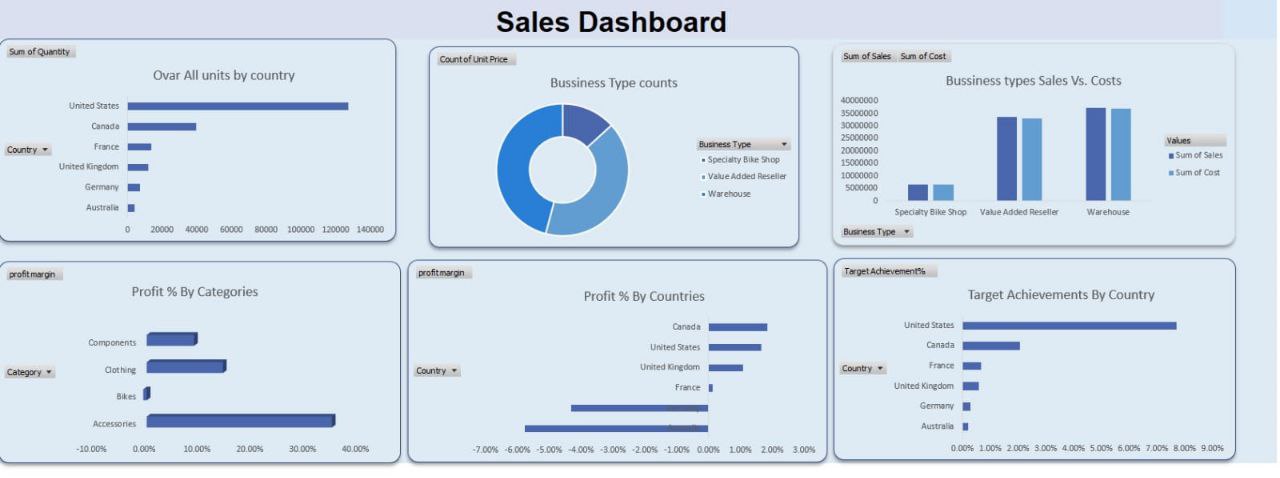 Sales Dashboard
Sum of Quantity
Ovar All units by country
United States
Canada
France
United Kingdom
Germany
Australia
Country
0 20000 40000 60000 80000 100000 120000 140000
Count of Unit Price
Bussiness Type counts
Business Type
Specialty Bike Shop
Value Added Reseller
Warehouse
Sum of Sales Sum of Cost
Bussiness types Sales Vs. Costs
40000000
35000000
30000000
25000000
20000000
15000000
10000000
5000000
0
Specialty Bike Shop Value Added Reseller Warehouse
Values
Sum of Sales
Sum of Cost
Business Type
profit margin
Profit % By Categories
Components
Clothing
Bikes
Accessories
Category
-10.00% 0.00% 10.00% 20.00% 30.00% 40.00%
profit margin
Profit % By Countries
Canada
United States
United Kingdom
France
Country
-7.00% -6.00% -5.00% -4.00% -3.00% -2.00% -1.00% 0.00% 1.00% 2.00% 3.00%
Target Achievement%
Target Achievements By Country
United States
Canada
France
United Kingdom
Germany
Australia
Country
0.00% 1.00% 2.00% 3.00% 4.00% 5.00% 6.00% 7.00% 8.00% 9.00%